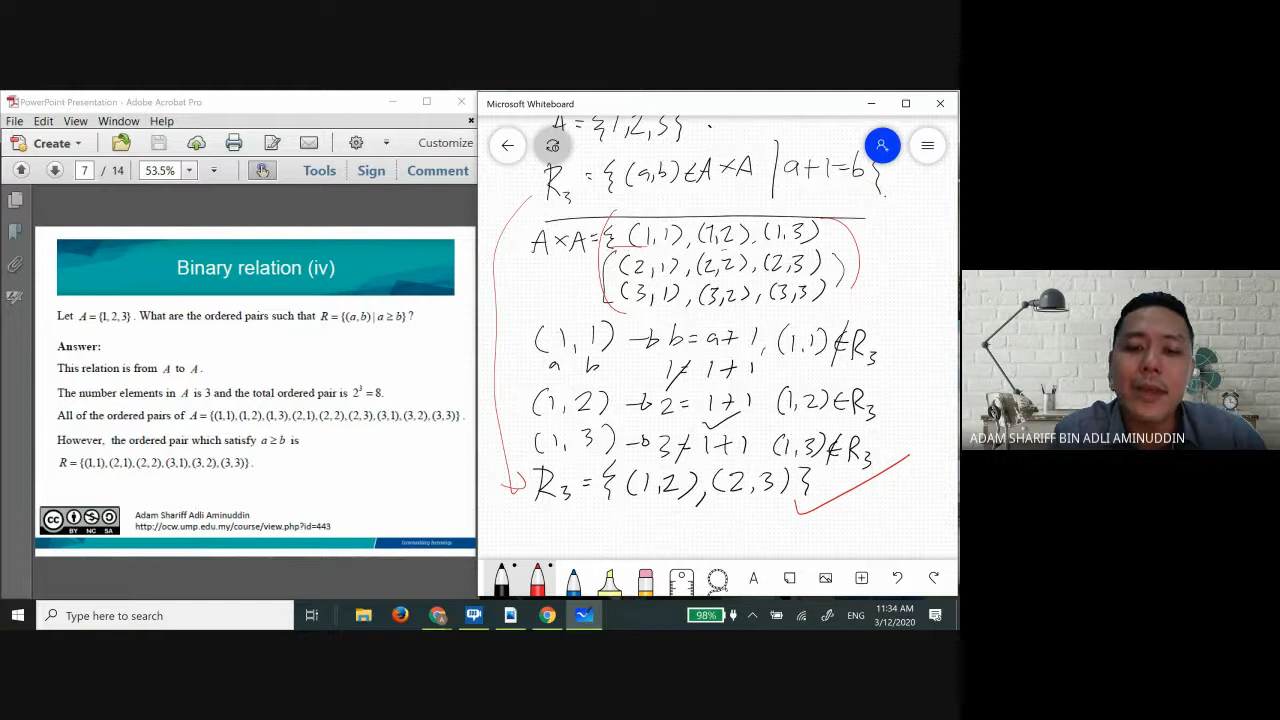 PowerPoint Presentation - Adobe Acrobat Pro
File Edit View Window Help
Create
Customize
7 / 14
53.5%
Tools Sign Comment
Binary relation (iv)
Let A = {1, 2, 3}. What are the ordered pairs such that R = {(a,b) | a ≥ b}?
Answer:
This relation is from A to A.
The number elements in A is 3 and the total ordered pair is 2³ = 8.
All of the ordered pairs of A = {(1,1),(1,2),(1,3),(2,1),(2,2),(2,3),(3,1),(3,2),(3,3)}.
However, the ordered pair which satisfy a ≥ b is
R = {(1,1),(2,1),(2,2),(3,1),(3,2),(3,3)}.
cc
BY NC SA
Adam Shariff Adli Aminuddin
http://ocw.ump.edu.my/course/view.php?id=443
Microsoft Whiteboard
A = {1,2,3}.
R₃ = {(a,b) ∈ A×A | a+1=b}.
A×A = {(1,1), (1,2), (1,3)
(2,1), (2,2), (2,3)
(3,1), (3,2), (3,3)}
(1, 1) → b = a+1, (1,1) ∉ R₃
a b 1 ≠ 1+1
(1, 2) → 2 = 1+1 (1,2) ∈ R₃
(1, 3) → 3 ≠ 1+1 (1,3) ∉ R₃
R₃ = {(1,2), (2,3)}
ADAM SHARIFF BIN ADLI AMINUDDIN
Type here to search
98%
ENG
11:34 AM
3/12/2020